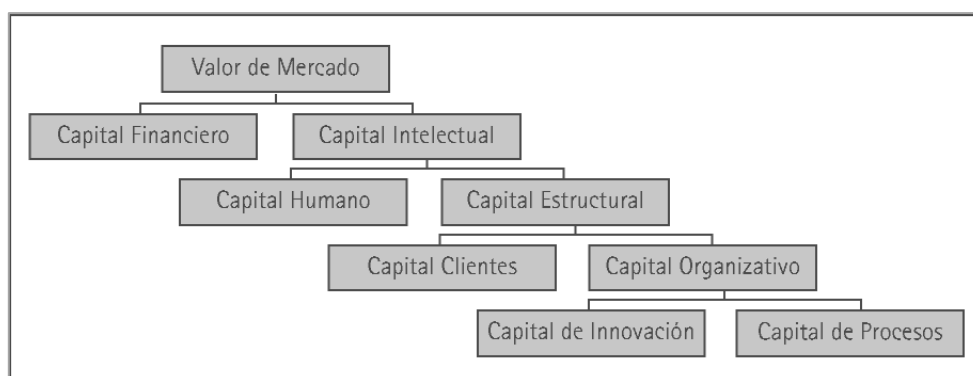 Valor de Mercado
Capital Financiero
Capital Intelectual
Capital Humano
Capital Estructural
Capital Clientes
Capital Organizativo
Capital de Innovación
Capital de Procesos